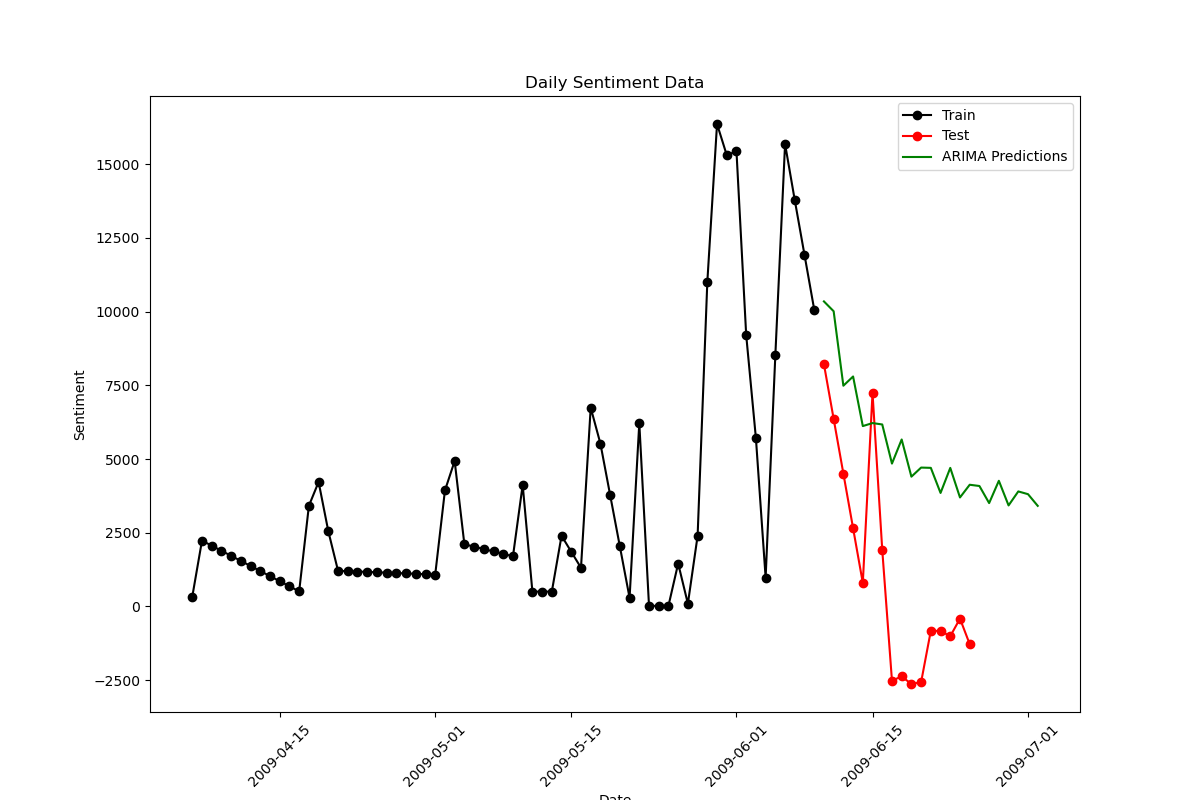 Daily Sentiment Data
Train
Test
ARIMA Predictions
15000
12500
10000
7500
5000
2500
0
−2500
Sentiment
2009-04-15
2009-05-01
2009-05-15
2009-06-01
2009-06-15
2009-07-01
Date